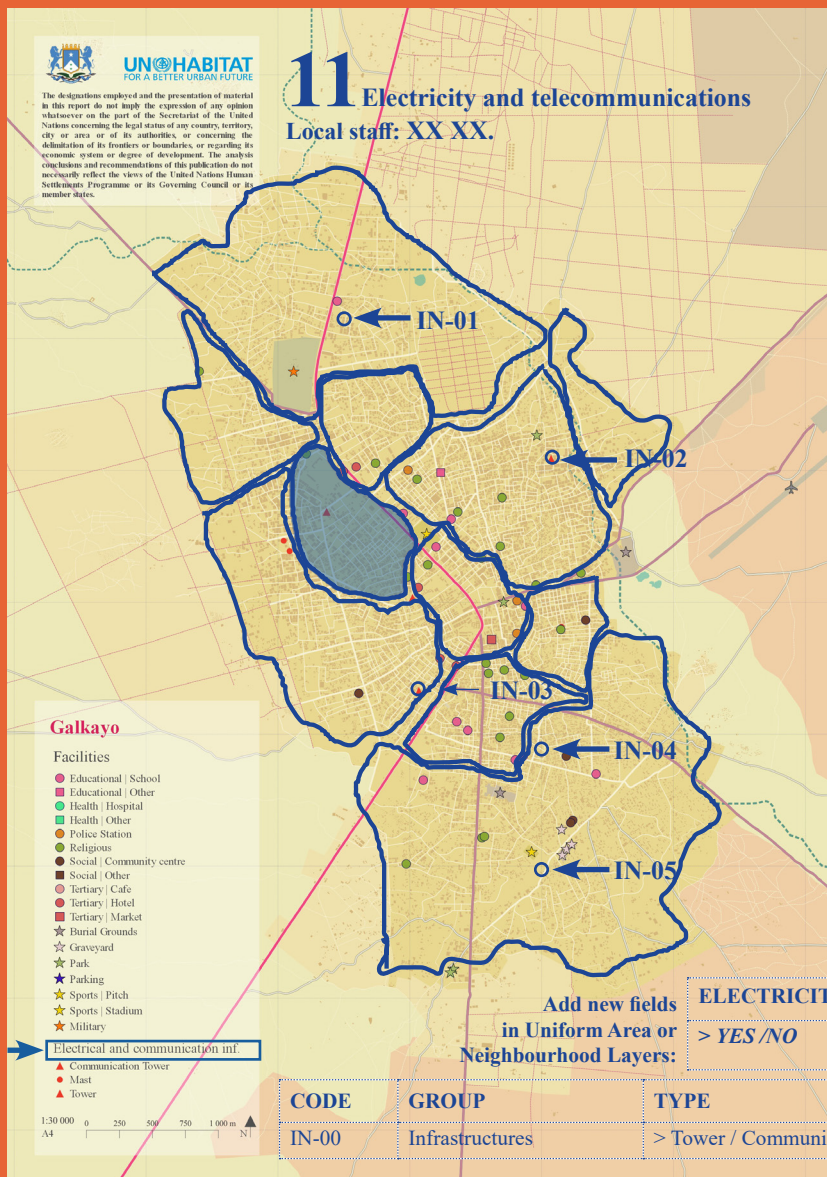 UN HABITAT
FOR A BETTER URBAN FUTURE
The designations employed and the presentation of material
in this report do not imply the expression of any opinion
whatsoever on the part of the Secretariat of the United
Nations concerning the legal status of any country, territory,
city or area or of its authorities, or concerning the
delimitation of its frontiers or boundaries, or regarding its
economic system or degree of development. The analysis
conclusions and recommendations of this publication do not
necessarily reflect the views of the United Nations Human
Settlements Programme or its Governing Council or its
member states.
11 Electricity and telecommunications
Local staff: XX XX.
IN-01
IN-02
IN-03
IN-04
IN-05
Galkayo
Facilities
Educational | School
Educational | Other
Health | Hospital
Health | Other
Police Station
Religious
Social | Community centre
Social | Other
Tertiary | Cafe
Tertiary | Hotel
Tertiary | Market
Burial Grounds
Graveyard
Park
Parking
Sports | Pitch
Sports | Stadium
Military
Electrical and communication inf.
Communication Tower
Mast
Tower
1:30 000
A4
0 250 500 750 1 000 m
N
Add new fields
in Uniform Area or
Neighbourhood Layers:
ELECTRICIT
> YES /NO
CODE GROUP TYPE
IN-00 Infrastructures > Tower / Communi